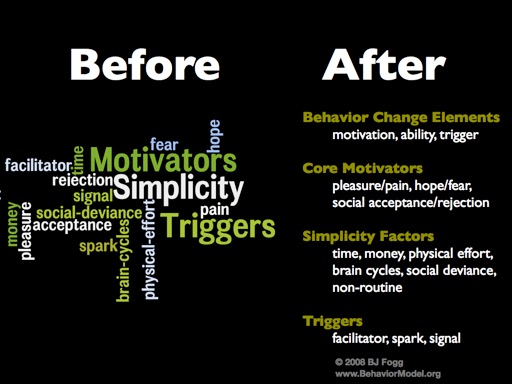 Before
After
hope
fear
time
Motivators
facilitator
rejection
Simplicity
signal
money
pleasure
social-deviance
pain
acceptance
Triggers
spark
brain-cycles
physical-effort
Behavior Change Elements
motivation, ability, trigger
Core Motivators
pleasure/pain, hope/fear,
social acceptance/rejection
Simplicity Factors
time, money, physical effort,
brain cycles, social deviance,
non-routine
Triggers
facilitator, spark, signal
© 2008 BJ Fogg
www.BehaviorModel.org